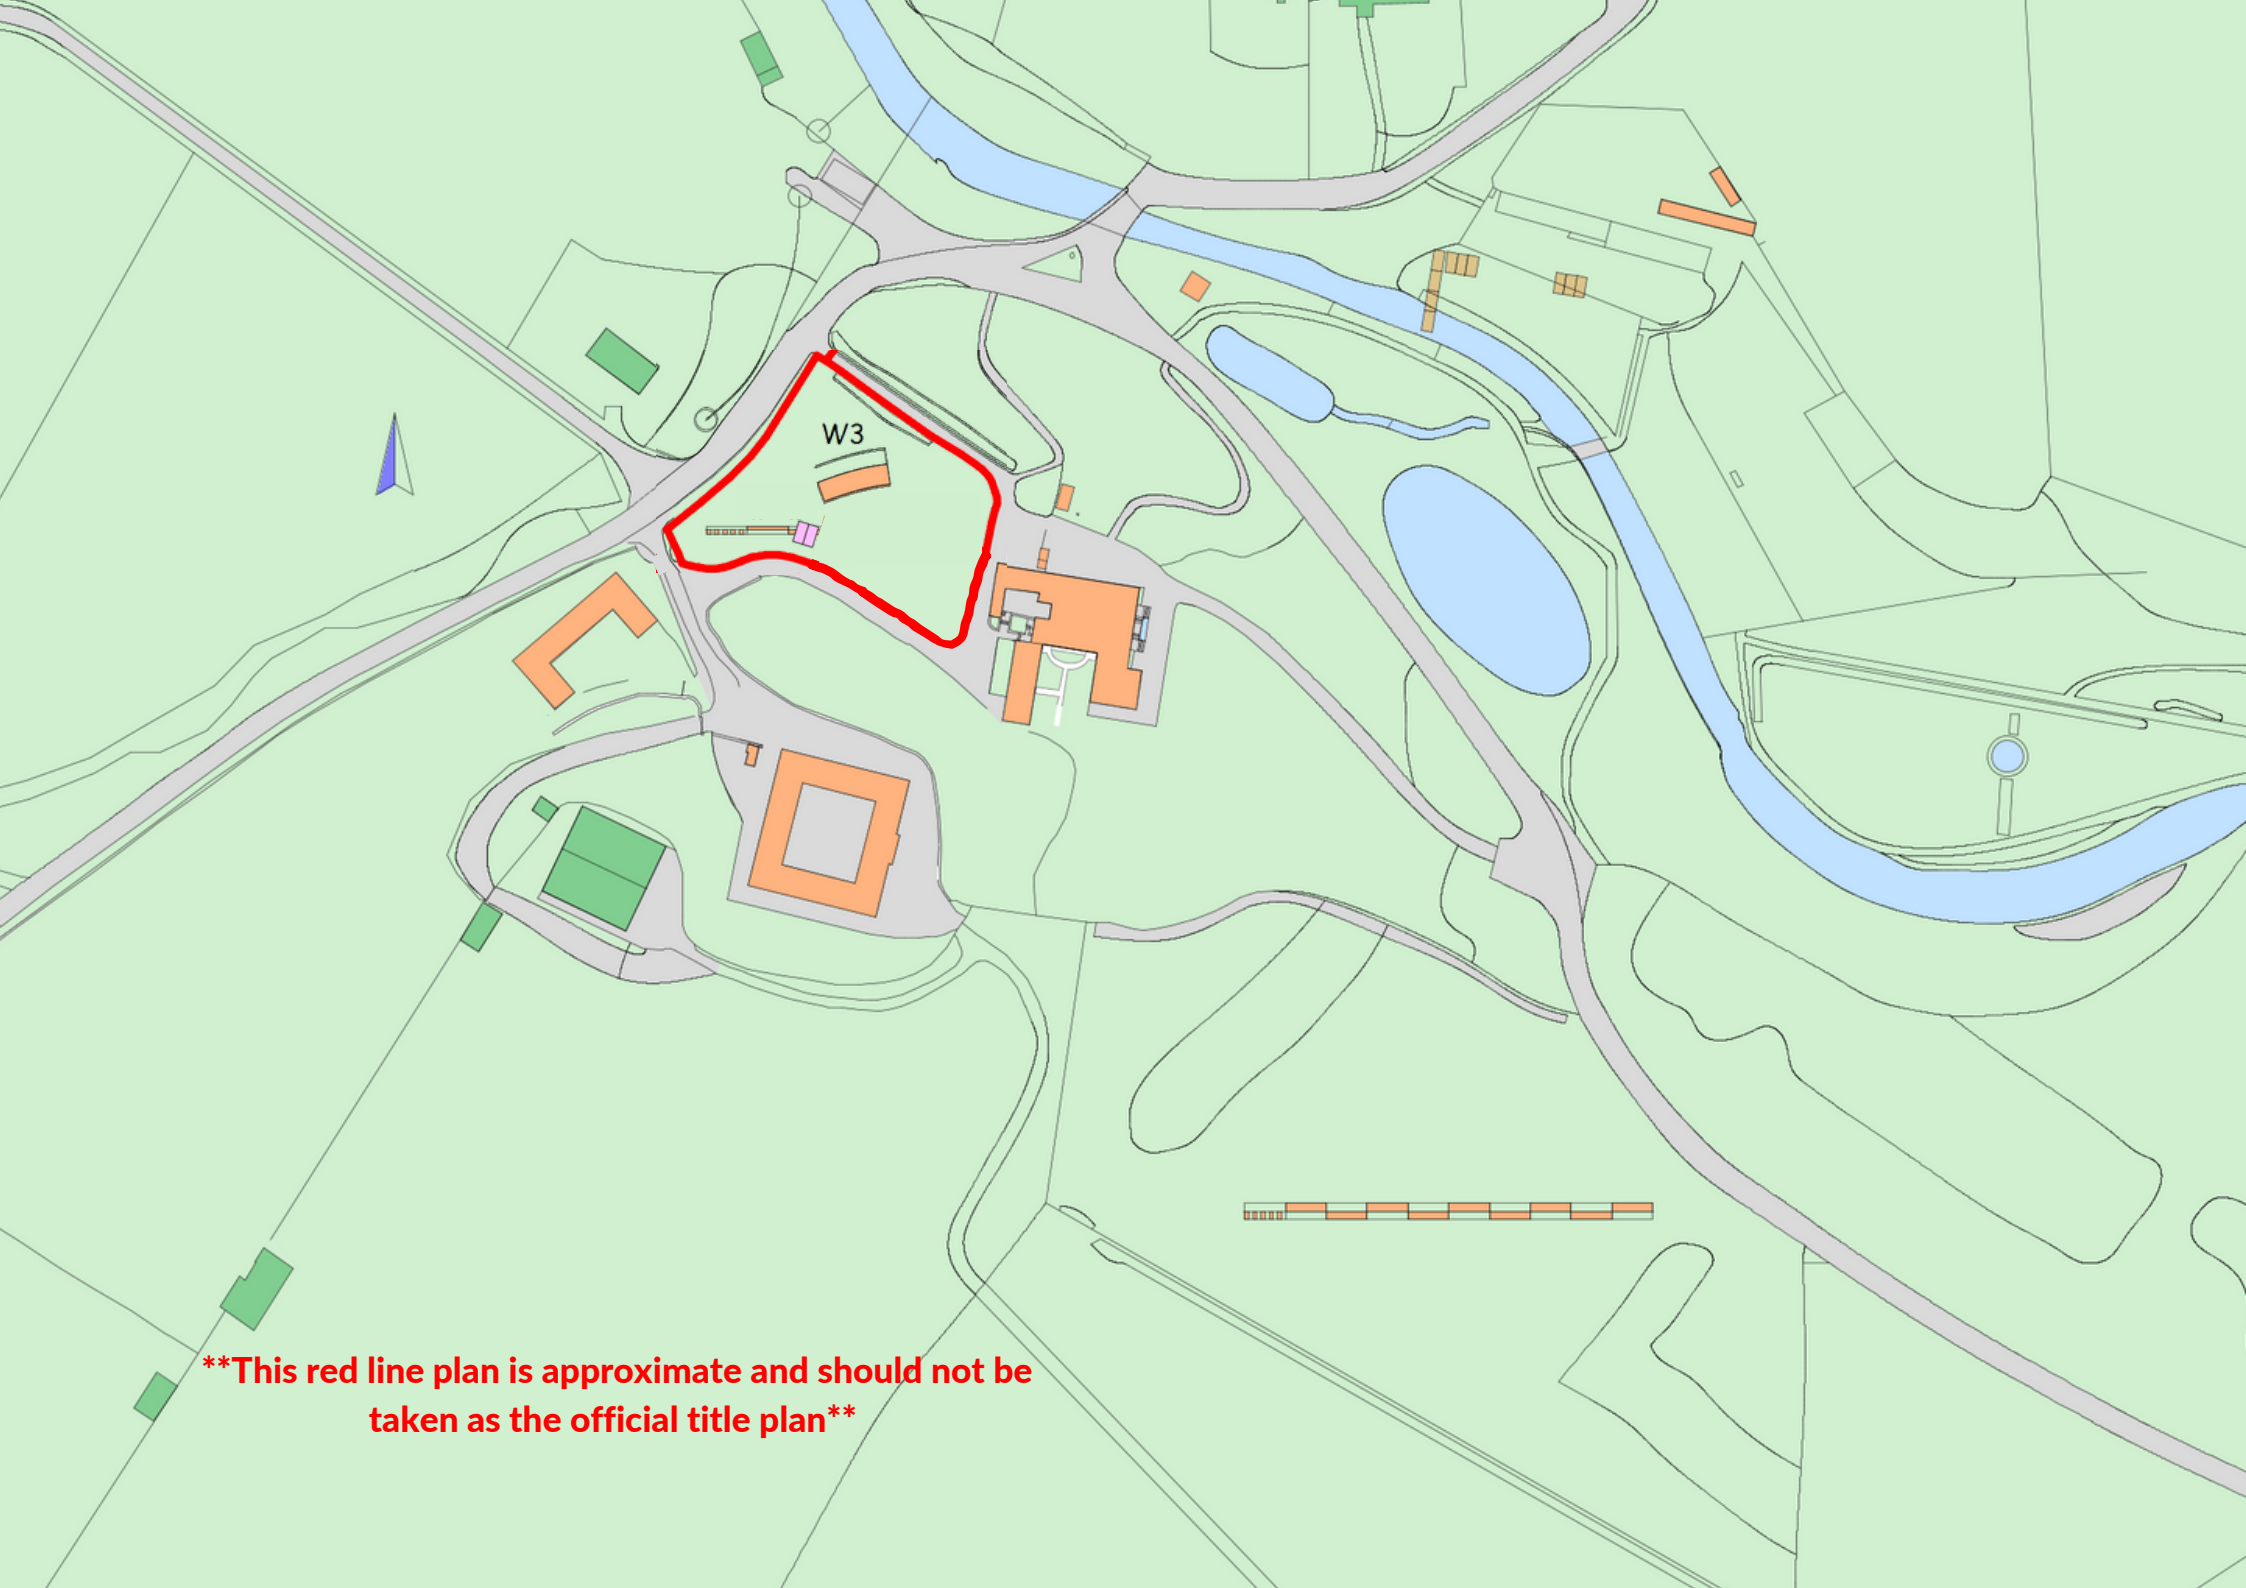 W3
**This red line plan is approximate and should not be
taken as the official title plan**